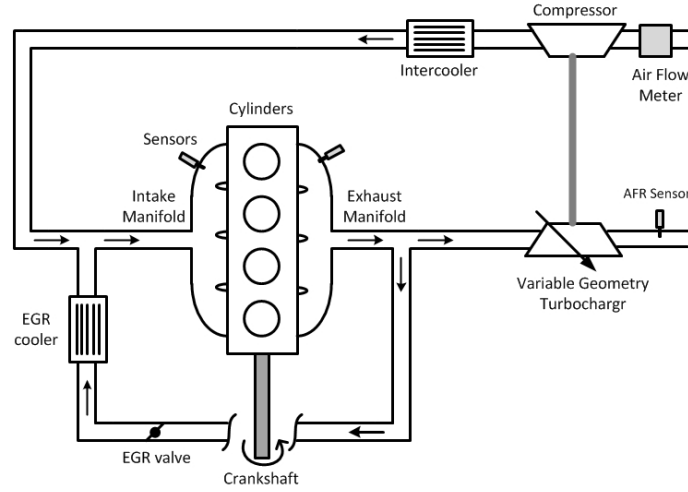 Compressor
Intercooler
Air Flow
Meter
Cylinders
Sensors
Intake
Manifold
Exhaust
Manifold
AFR Sensor
Variable Geometry
Turbochargr
EGR
cooler
EGR valve
Crankshaft